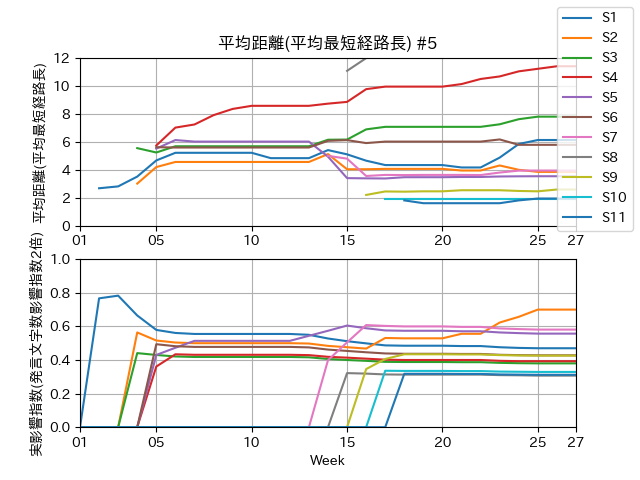 平均距離(平均最短経路長) #5
平均距離(平均最短経路長)
12
10
8
6
4
2
0
01 05 10 15 20 25 27
S1
S2
S3
S4
S5
S6
S7
S8
S9
S10
S11
実影響指数(発言文字数影響指数2倍)
1.0
0.8
0.6
0.4
0.2
0.0
01 05 10 15 20 25 27
Week